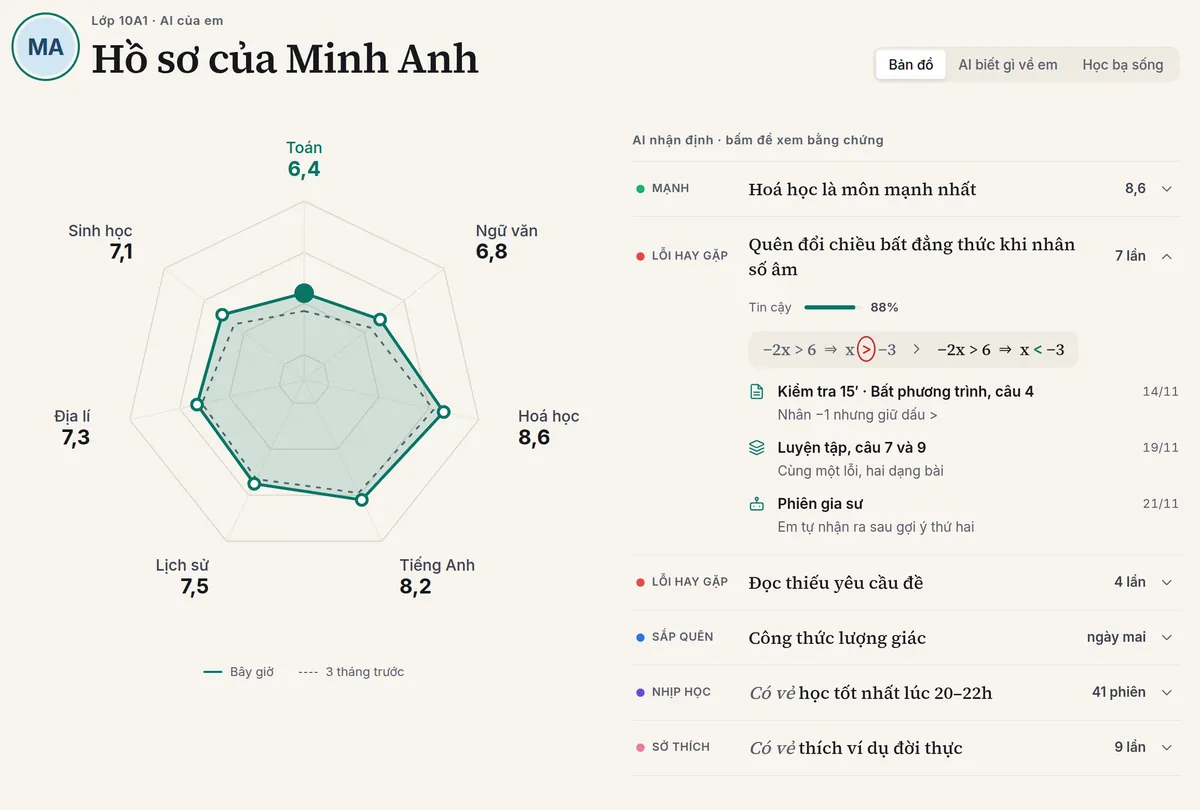 MA
Lớp 10A1 · AI của em
Hồ sơ của Minh Anh
Bản đồ
AI biết gì về em
Học bạ sống
Toán
6,4
Ngữ văn
6,8
Hoá học
8,6
Tiếng Anh
8,2
Lịch sử
7,5
Địa lí
7,3
Sinh học
7,1
Bây giờ
3 tháng trước
AI nhận định · bấm để xem bằng chứng
MẠNH Hoá học là môn mạnh nhất 8,6
LỖI HAY GẶP Quên đổi chiều bất đẳng thức khi nhân
số âm
7 lần
Tin cậy 88%
−2x > 6 ⇒ x > −3 > −2x > 6 ⇒ x < −3
Kiểm tra 15′ · Bất phương trình, câu 4 14/11
Nhân −1 nhưng giữ dấu >
Luyện tập, câu 7 và 9 19/11
Cùng một lỗi, hai dạng bài
Phiên gia sư 21/11
Em tự nhận ra sau gợi ý thứ hai
LỖI HAY GẶP Đọc thiếu yêu cầu đề 4 lần
SẮP QUÊN Công thức lượng giác ngày mai
NHỊP HỌC Có vẻ học tốt nhất lúc 20–22h 41 phiên
SỞ THÍCH Có vẻ thích ví dụ đời thực 9 lần